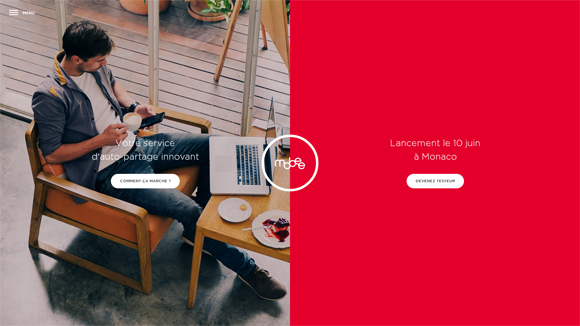 MENU
Votre service
d'auto-partage innovant
COMMENT ÇA MARCHE ?
mobee
Lancement le 10 juin
à Monaco
DEVENEZ TESTEUR